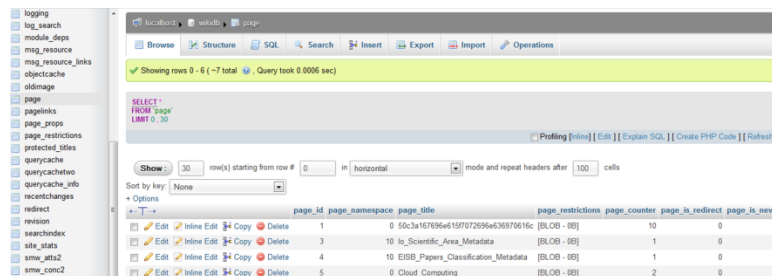 logging
log_search
module_deps
msg_resource
msg_resource_links
objectcache
oldimage
page
pagelinks
page_props
page_restrictions
protected_titles
querycache
querycachetwo
querycache_info
recentchanges
redirect
revision
searchindex
site_stats
smw_atts2
smw_conc2
localhost wikidb page
Browse Structure SQL Search Insert Export Import Operations
Showing rows 0 - 6 ( ~7 total , Query took 0.0006 sec)
SELECT *
FROM `page`
LIMIT 0 , 30
Profiling [Inline] [ Edit ] [ Explain SQL ] [ Create PHP Code ] [ Refresh
Show : 30 row(s) starting from row # 0 in horizontal mode and repeat headers after 100 cells
Sort by key: None
+ Options
←T→ page_id page_namespace page_title page_restrictions page_counter page_is_redirect page_is_new
Edit Inline Edit Copy Delete 1 0 [BLOB - 0B] 10 0
Edit Inline Edit Copy Delete 3 10 Io_Scientific_Area_Metadata [BLOB - 0B] 1 0
Edit Inline Edit Copy Delete 4 10 EISB_Papers_Classification_Metadata [BLOB - 0B] 1 0
Edit Inline Edit Copy Delete 5 0 Cloud_Computing [BLOB - 0B] 2 0